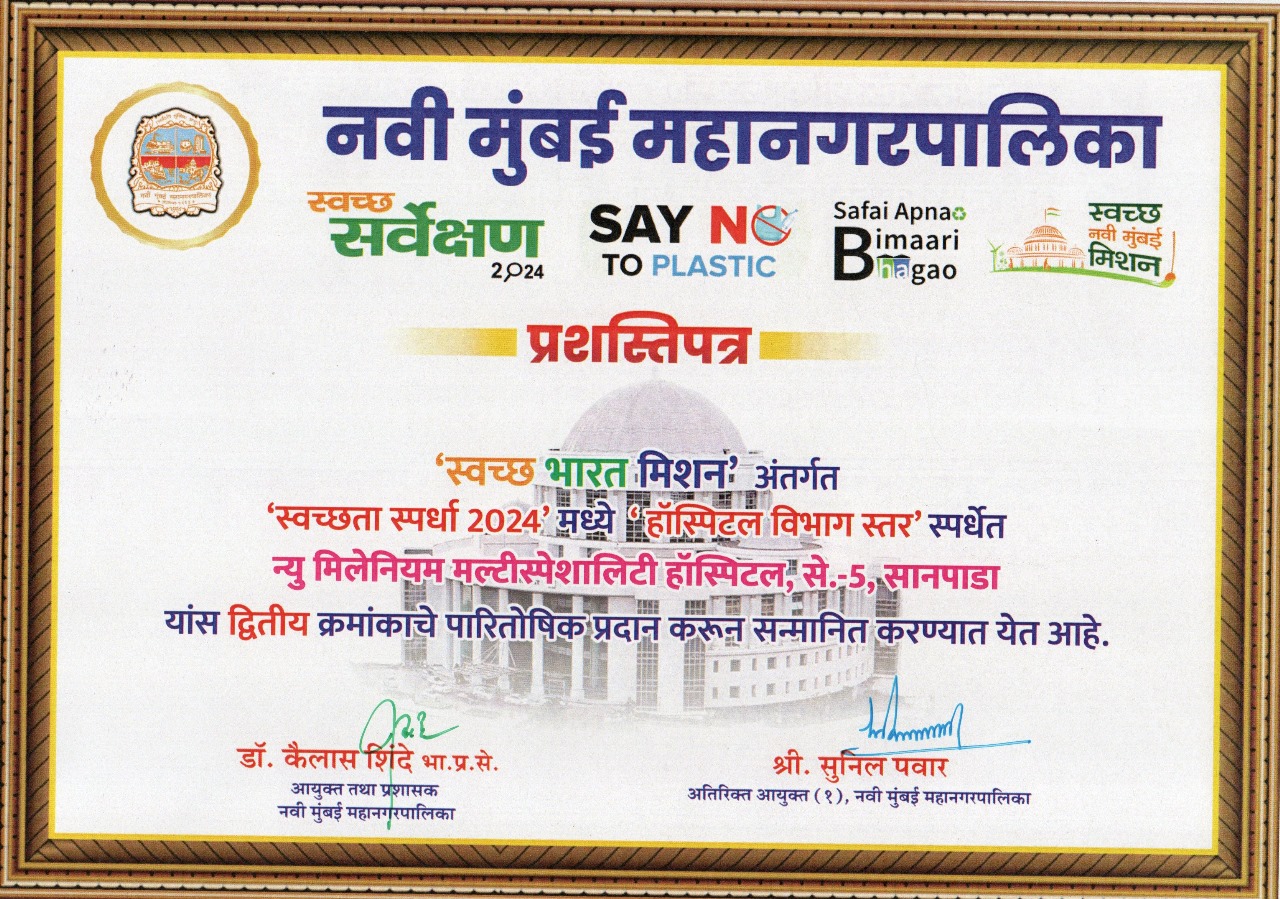 नवी मुंबई महानगरपालिका
स्वच्छ
सर्वेक्षण
2024
SAY NO
TO PLASTIC
Safai Apna
Bimaari
Bhagao
स्वच्छ
नवी मुंबई
मिशन
प्रशस्तिपत्र
‘स्वच्छ भारत मिशन’ अंतर्गत
‘स्वच्छता स्पर्धा 2024’ मध्ये ‘ हॉस्पिटल विभाग स्तर’ स्पर्धेत
न्यु मिलेनियम मल्टीस्पेशालिटी हॉस्पिटल, से.-5, सानपाडा
यांस द्वितीय क्रमांकाचे पारितोषिक प्रदान करून सन्मानित करण्यात येत आहे.
डॉ. कैलास शिंदे भा.प्र.से.
आयुक्त तथा प्रशासक
नवी मुंबई महानगरपालिका
श्री. सुनिल पवार
अतिरिक्त आयुक्त (१), नवी मुंबई महानगरपालिका